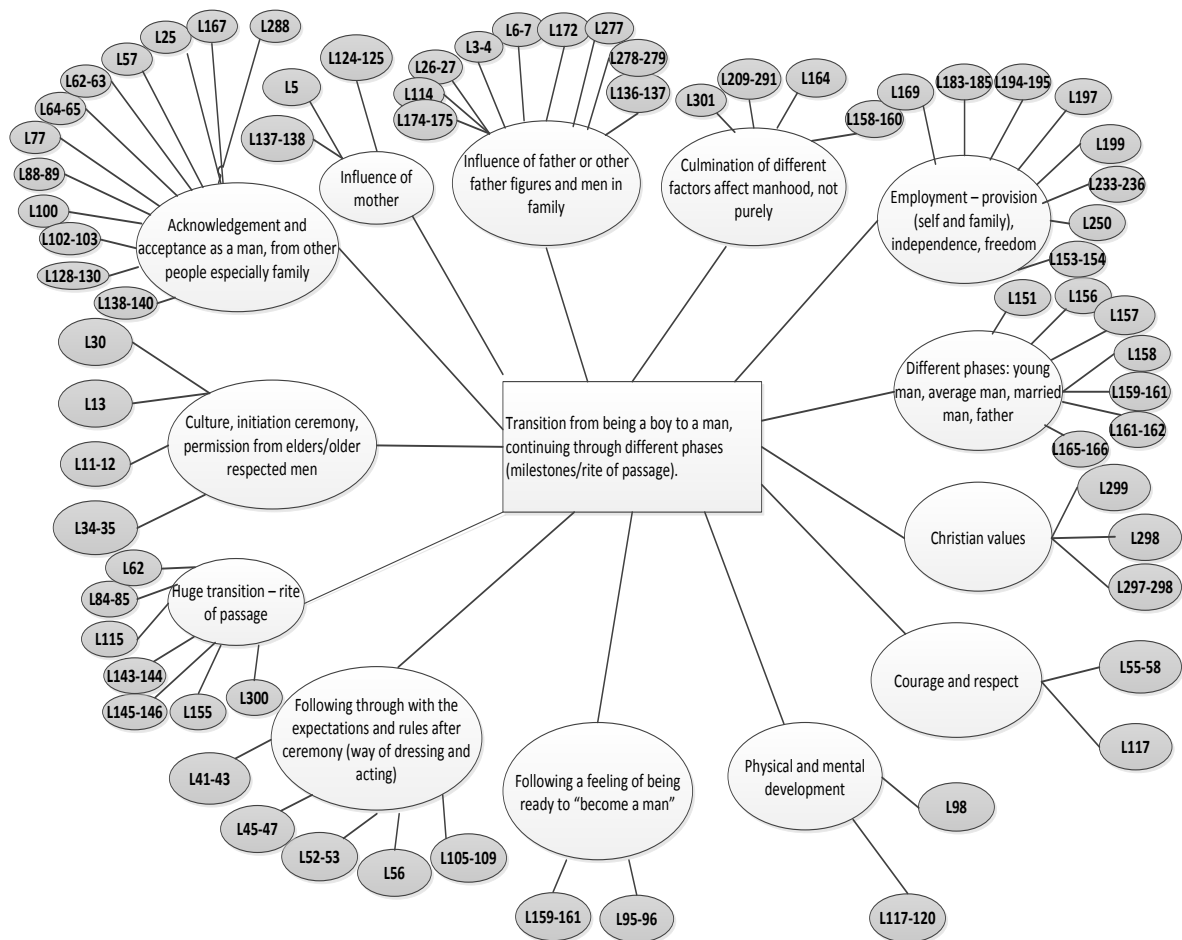 L167
L288
L25
L57
L62-63
L64-65
L77
L88-89
L100
L102-103
L128-130
L138-140
Acknowledgement and
acceptance as a man, from other
people especially family
L124-125
L5
L137-138
Influence of
mother
L6-7
L172
L277
L3-4
L278-279
L26-27
L136-137
L114
L174-175
Influence of father or other
father figures and men in
family
L209-291
L164
L301
L158-160
Culmination of different
factors affect manhood, not
purely
L169
L183-185
L194-195
L197
L199
L233-236
L250
L153-154
Employment – provision
(self and family),
independence, freedom
L151
L156
L157
L158
L159-161
L161-162
L165-166
Different phases: young
man, average man, married
man, father
L30
L13
L11-12
L34-35
Culture, initiation ceremony,
permission from elders/older
respected men
Transition from being a boy to a man,
continuing through different phases
(milestones/rite of passage).
L299
L298
L297-298
Christian values
L62
L84-85
L115
L143-144
L145-146
L155
L300
Huge transition – rite
of passage
Courage and respect
L55-58
L117
Following through with the
expectations and rules after
ceremony (way of dressing and
acting)
L41-43
L45-47
L52-53
L56
L105-109
Following a feeling of being
ready to “become a man”
L159-161
L95-96
Physical and mental
development
L98
L117-120